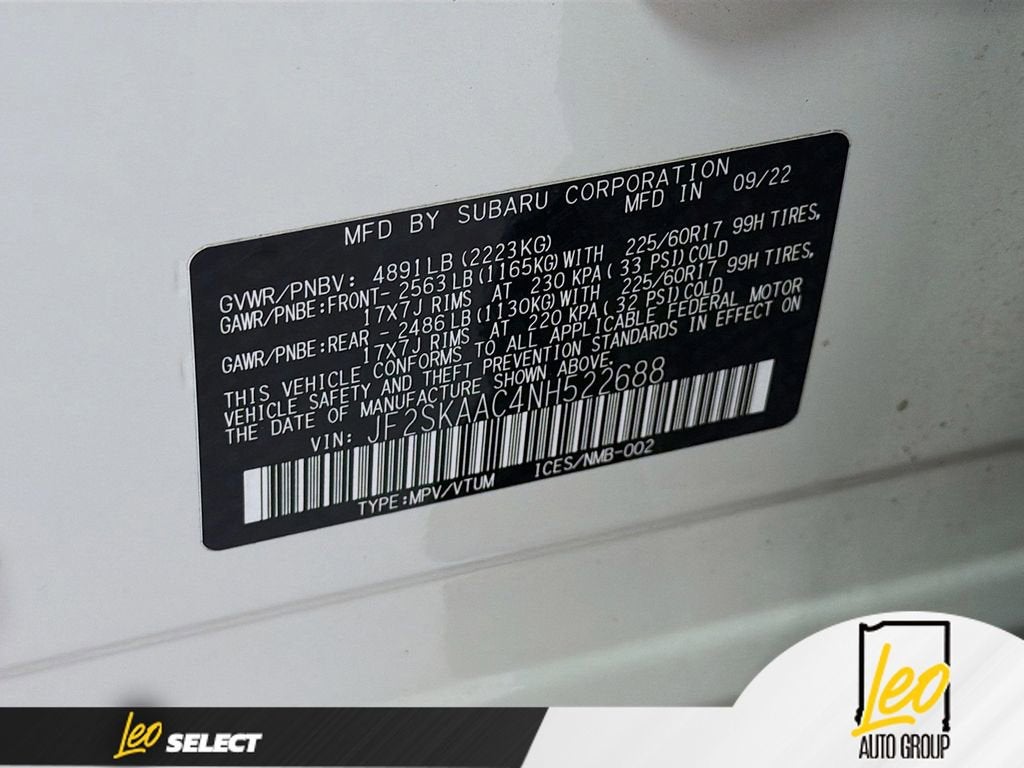 MFD BY SUBARU CORPORATION
MFD IN 09/22
GVWR/PNBV: 4891LB(2223KG)
GAWR/PNBE:FRONT- 2563LB(1165KG)WITH 225/60R17 99H TIRES,
17X7J RIMS AT 230 KPA(33 PSI)COLD
GAWR/PNBE:REAR - 2486LB(1130KG)WITH 225/60R17 99H TIRES,
17X7J RIMS AT 220 KPA(32 PSI)COLD
THIS VEHICLE CONFORMS TO ALL APPLICABLE FEDERAL MOTOR
VEHICLE SAFETY AND THEFT PREVENTION STANDARDS IN EFFECT ON
THE DATE OF MANUFACTURE SHOWN ABOVE.
VIN: JF2SKAAC4NH522688
TYPE:MPV/VTUM ICES/NMB-002
Leo SELECT
Leo
AUTO GROUP